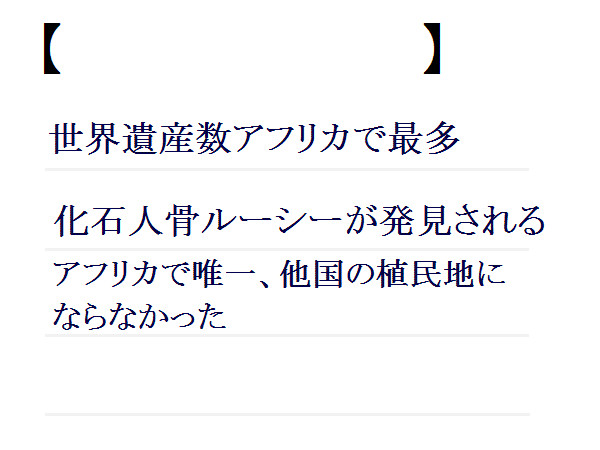 【 】
世界遺産数アフリカで最多
化石人骨ルーシーが発見される
アフリカで唯一、他国の植民地に
ならなかった